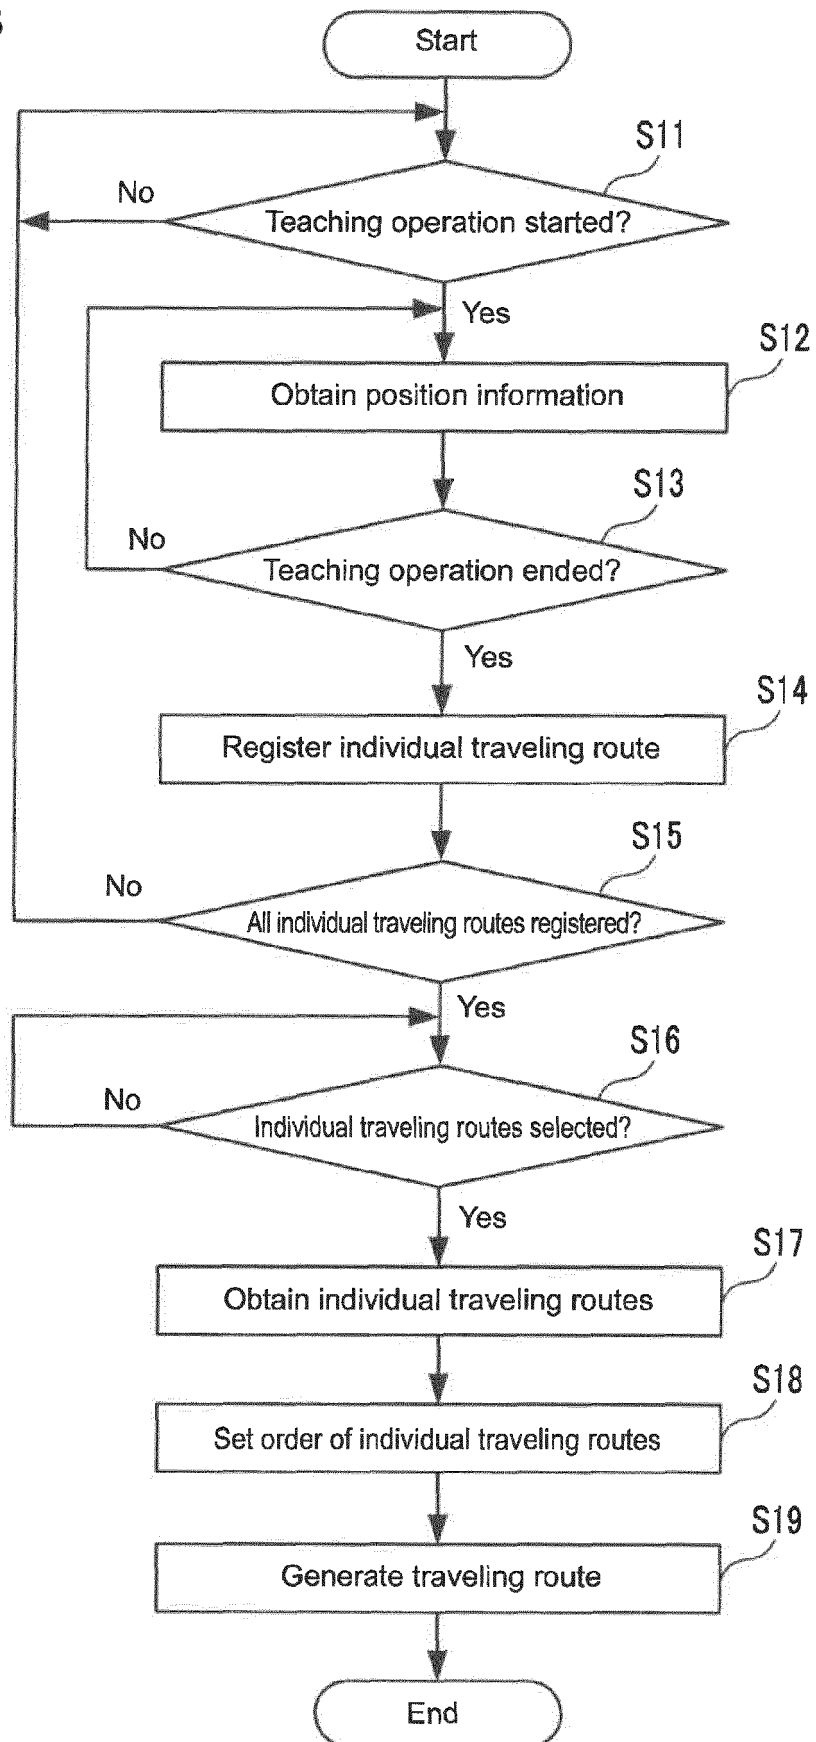 Start
S11
No
Teaching operation started?
Yes
S12
Obtain position information
S13
No
Teaching operation ended?
Yes
S14
Register individual traveling route
S15
No
All individual traveling routes registered?
Yes
S16
No
Individual traveling routes selected?
Yes
S17
Obtain individual traveling routes
S18
Set order of individual traveling routes
S19
Generate traveling route
End